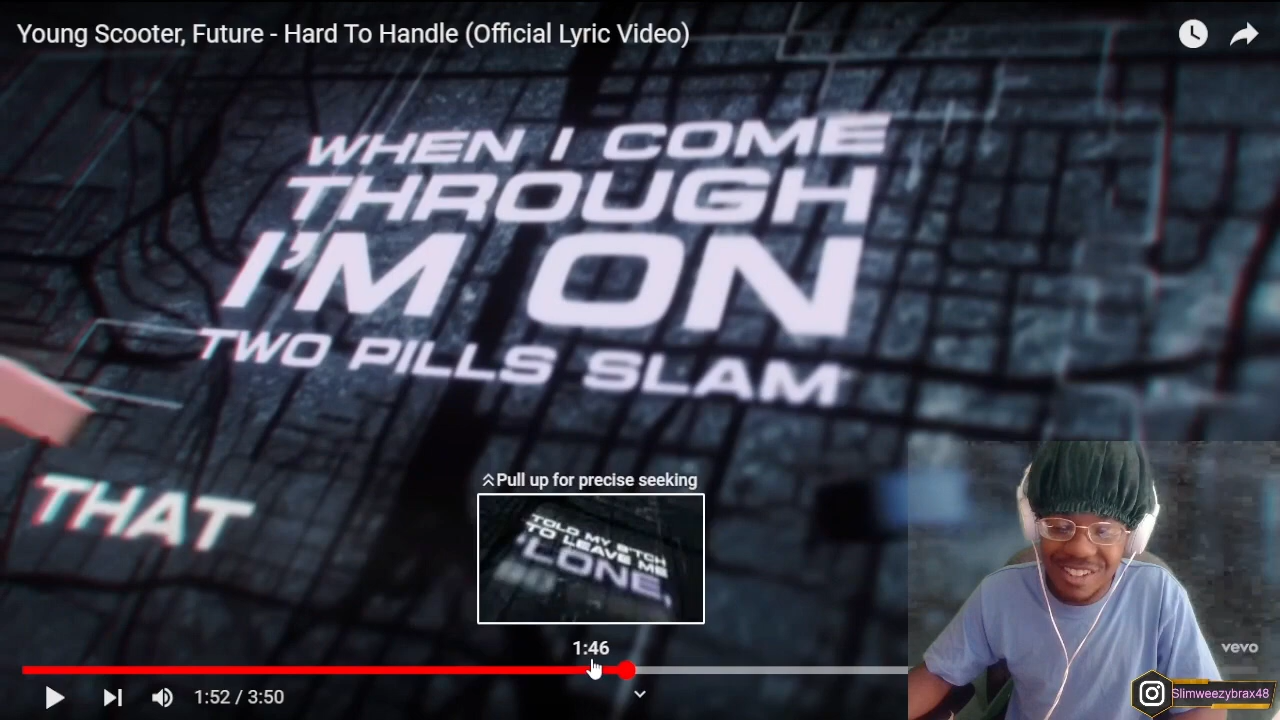 Young Scooter, Future - Hard To Handle (Official Lyric Video)
WHEN I COME
THROUGH
I'M ON
TWO PILLS SLAM
THAT
Pull up for precise seeking
TOLD MY B*TCH
TO LEAVE ME
'LONE,
1:46
vevo
1:52 / 3:50
Slimweezybrax48